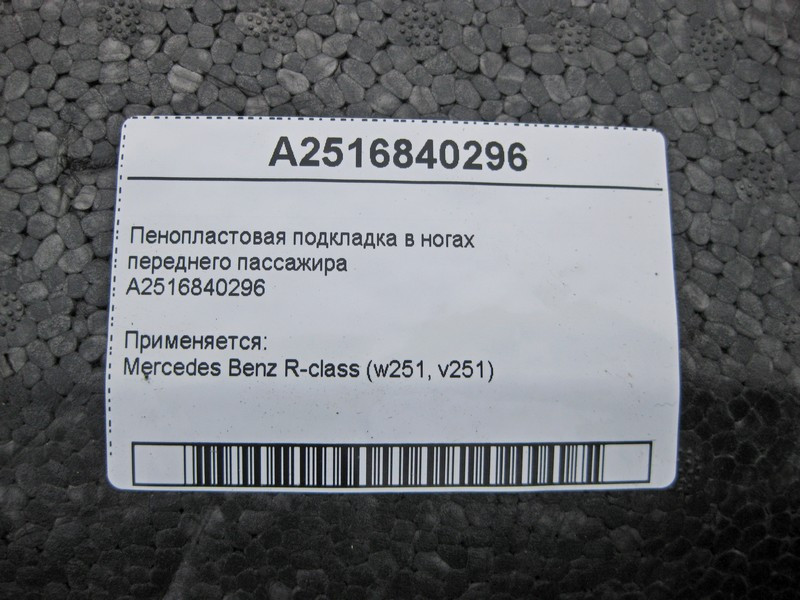 A2516840296
Пенопластовая подкладка в ногах
переднего пассажира
A2516840296
Применяется:
Mercedes Benz R-class (w251, v251)